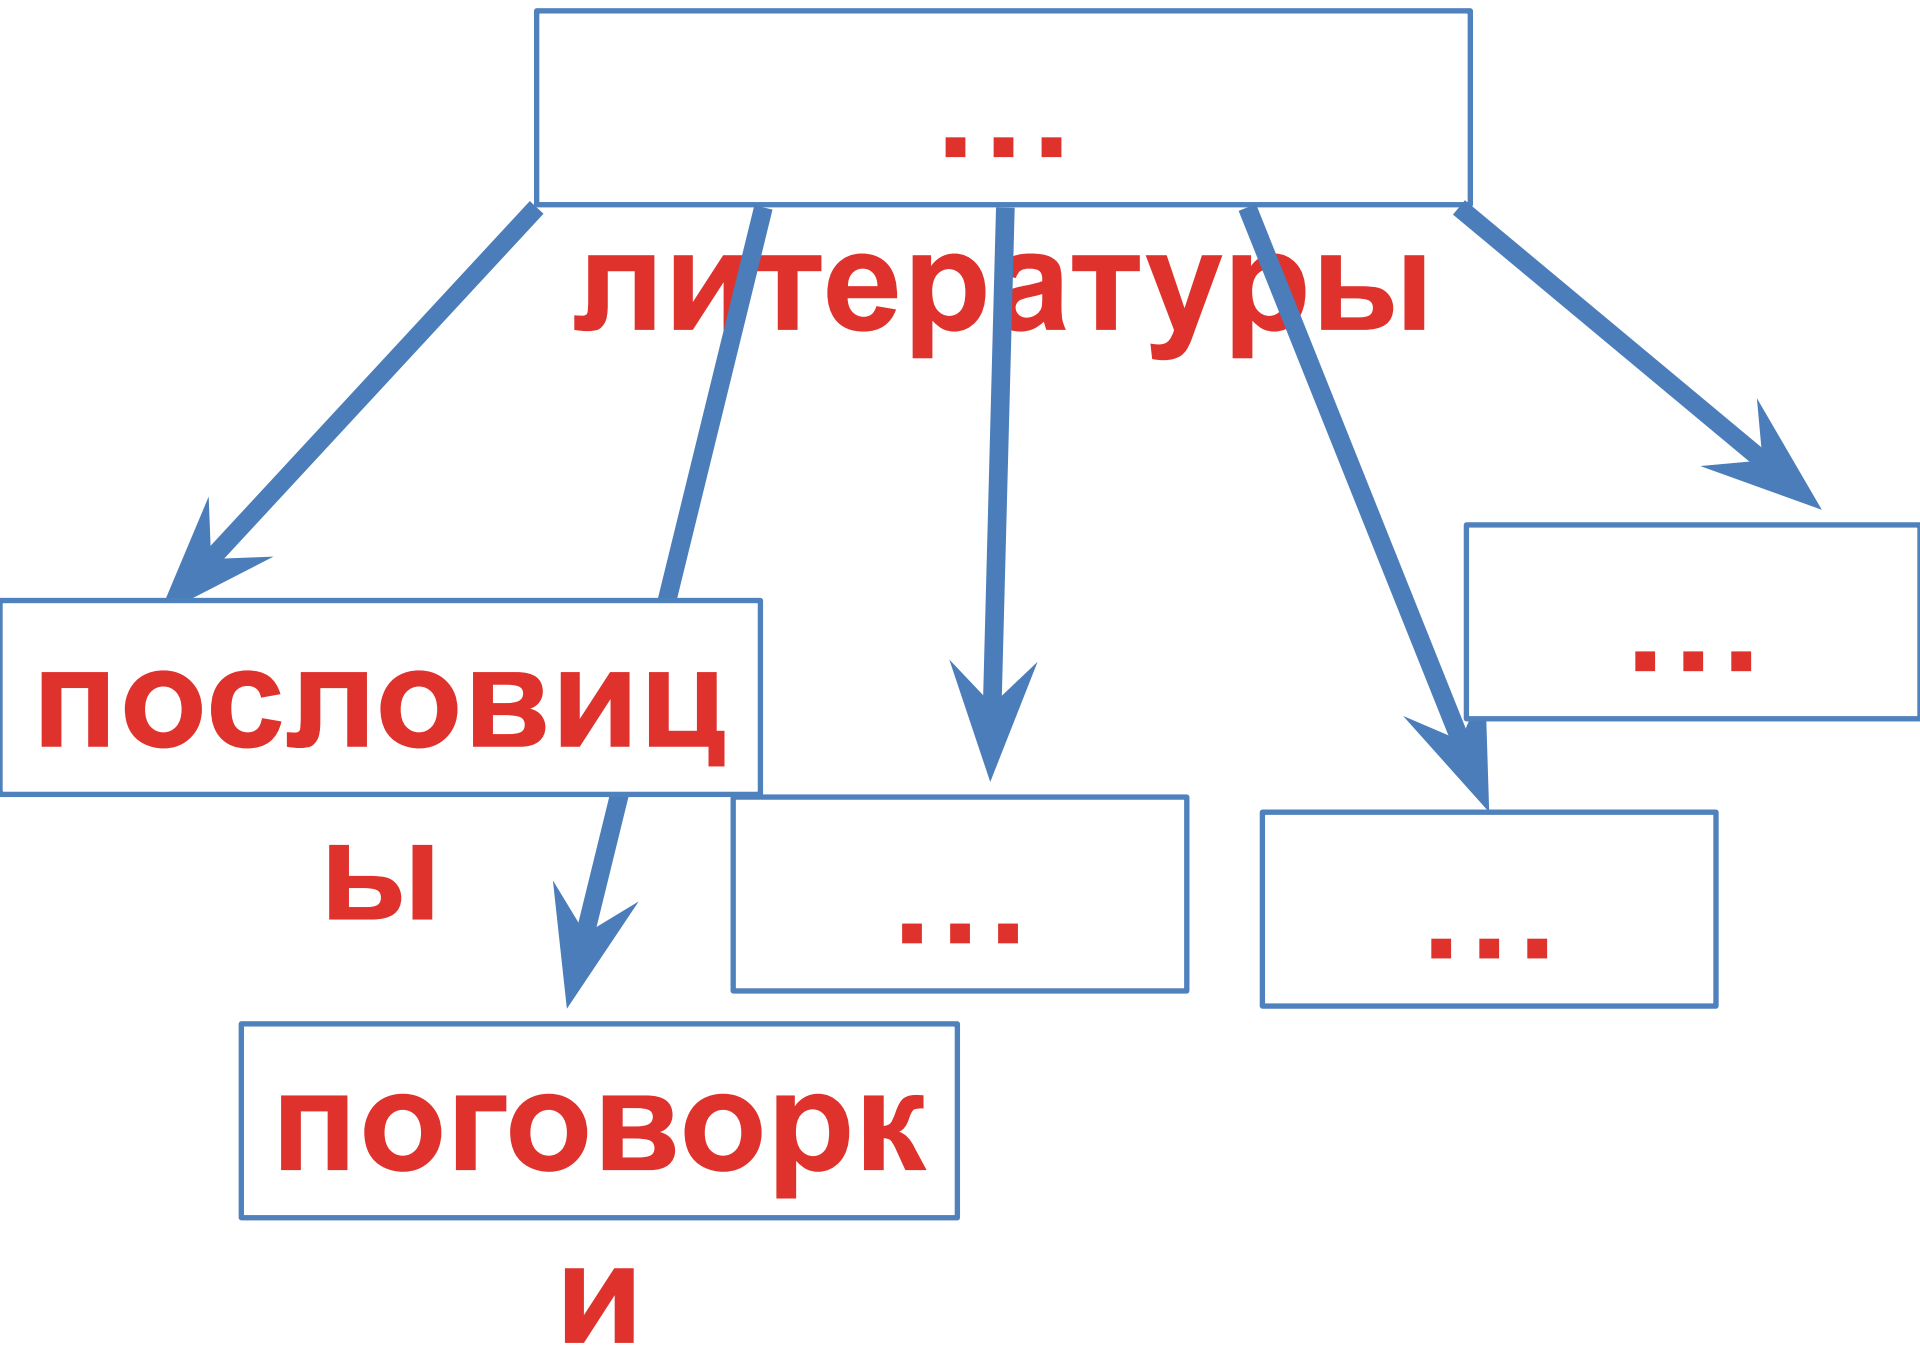 ...
литературы
...
пословиц
ы
...
...
поговорк
и